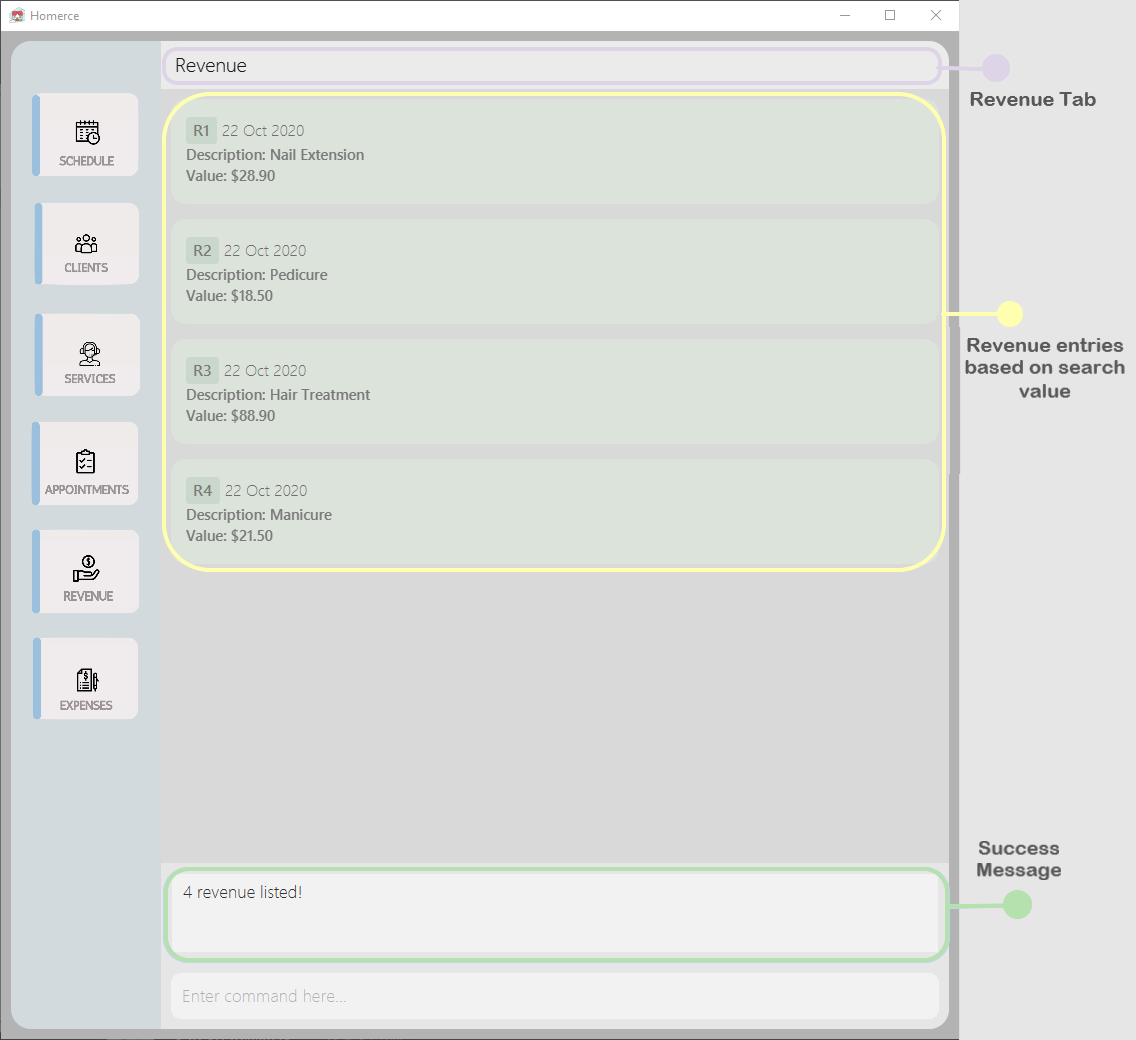 Homerce
Revenue
Revenue Tab
SCHEDULE
CLIENTS
SERVICES
APPOINTMENTS
REVENUE
EXPENSES
R1 22 Oct 2020
Description: Nail Extension
Value: $28.90
R2 22 Oct 2020
Description: Pedicure
Value: $18.50
R3 22 Oct 2020
Description: Hair Treatment
Value: $88.90
R4 22 Oct 2020
Description: Manicure
Value: $21.50
Revenue entries
based on search
value
4 revenue listed!
Success
Message
Enter command here...